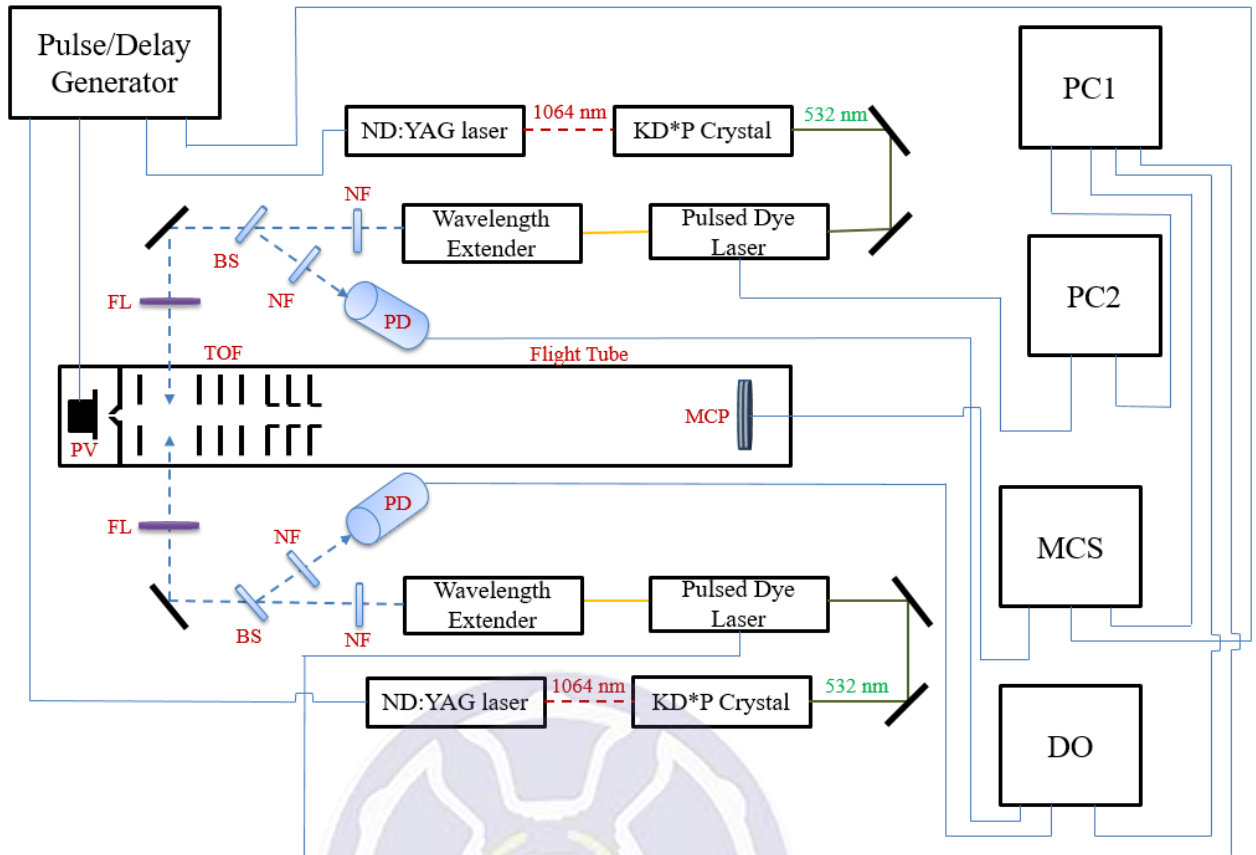 Pulse/Delay
Generator
ND:YAG laser
1064 nm
KD*P Crystal
532 nm
PC1
NF
Wavelength
Extender
Pulsed Dye
Laser
BS
NF
PD
PC2
FL
TOF
Flight Tube
PV
MCP
FL
PD
NF
MCS
BS
NF
Wavelength
Extender
Pulsed Dye
Laser
ND:YAG laser
1064 nm
KD*P Crystal
532 nm
DO